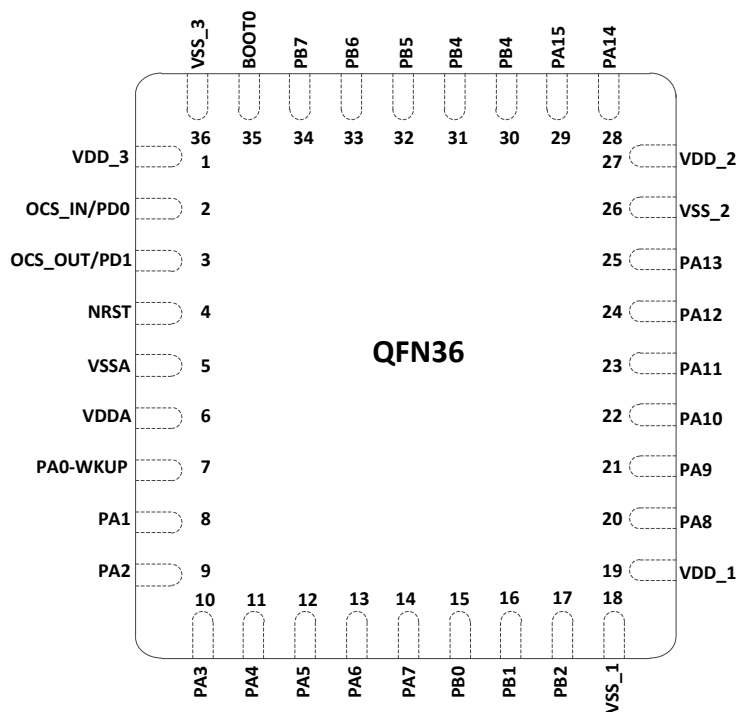 VSS_3
BOOT0
PB7
PB6
PB5
PB4
PB4
PA15
PA14
36 35 34 33 32 31 30 29 28
VDD_3 1 27 VDD_2
OCS_IN/PD0 2 26 VSS_2
OCS_OUT/PD1 3 25 PA13
NRST 4 24 PA12
QFN36
VSSA 5 23 PA11
VDDA 6 22 PA10
PA0-WKUP 7 21 PA9
PA1 8 20 PA8
PA2 9 19 VDD_1
10 11 12 13 14 15 16 17 18
PA3
PA4
PA5
PA6
PA7
PB0
PB1
PB2
VSS_1